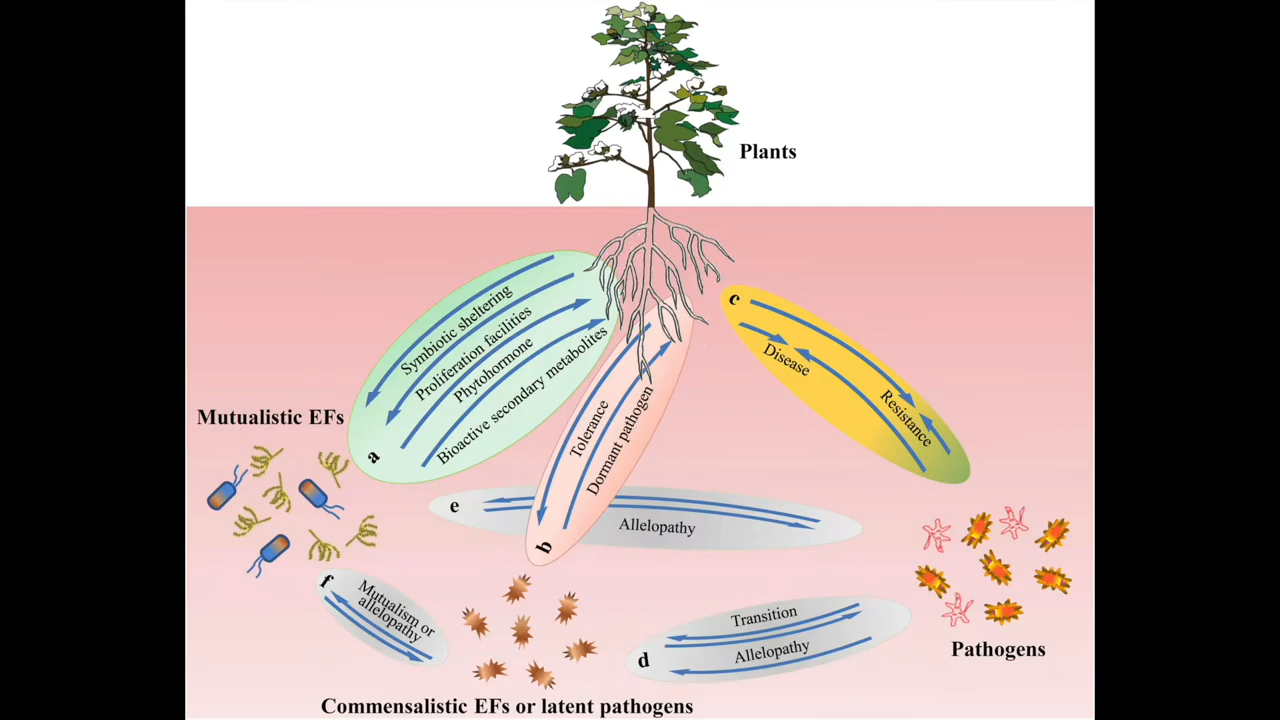 Plants
c
Symbiotic sheltering
Proliferation facilities
Phytohormone
Bioactive secondary metabolites
a
Disease
Resistance
Tolerance
Dormant pathogen
b
Mutualistic EFs
e
Allelopathy
f
Mutualism or
allelopathy
Transition
Allelopathy
d
Pathogens
Commensalistic EFs or latent pathogens